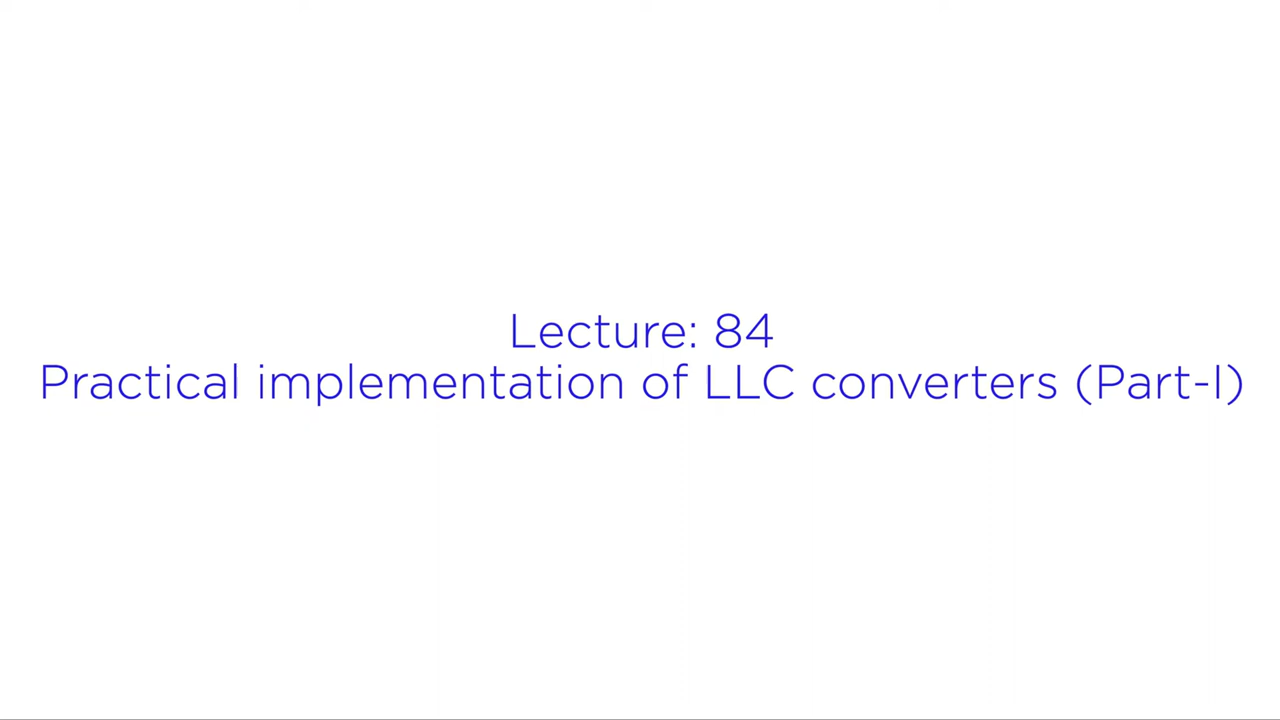 Lecture: 84
Practical implementation of LLC converters (Part-I)